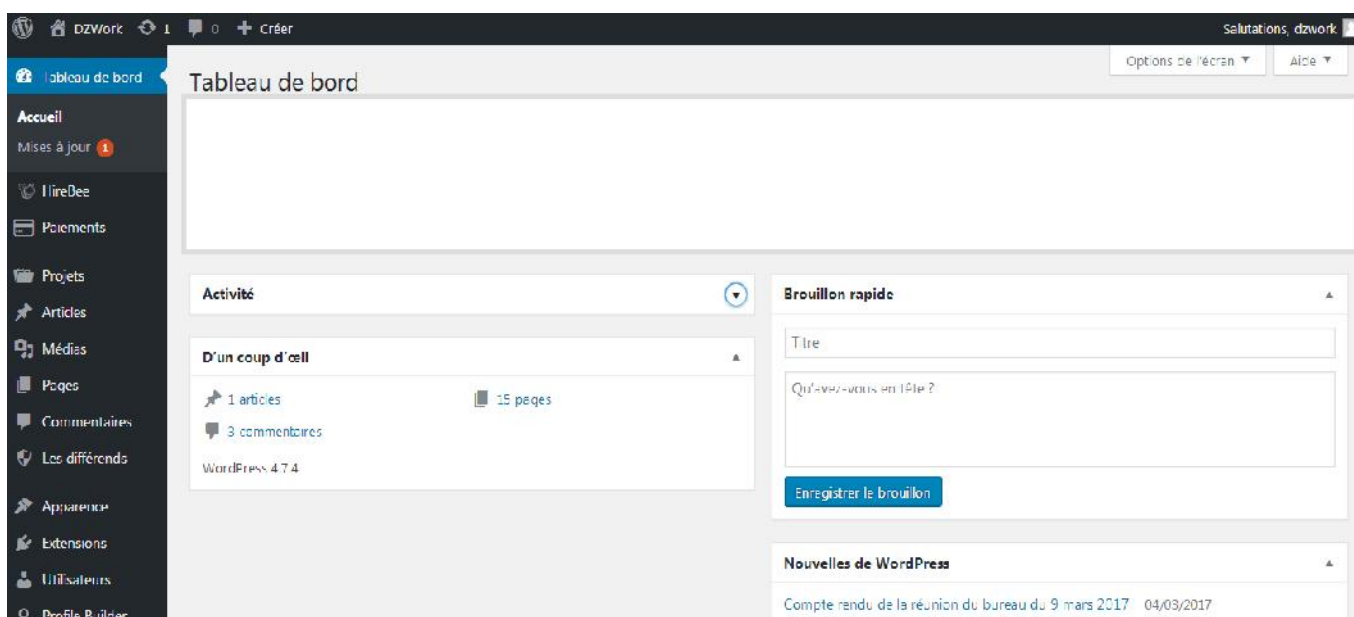 DZWork 1 0 Créer Salutations, dzwork
Options de l'écran Aide
Tableau de bord
Tableau de bord
Accueil
Mises à jour 1
HireBee
Paiements
Projets
Articles
Médias
Pages
Commentaires
Les différends
Apparence
Extensions
Utilisateurs
Profile Builder
Activité
D'un coup d'œil
1 articles
15 pages
3 commentaires
WordPress 4.7.4
Brouillon rapide
Titre
Qu'avez-vous en tête ?
Enregistrer le brouillon
Nouvelles de WordPress
Compte rendu de la réunion du bureau du 9 mars 2017 04/03/2017